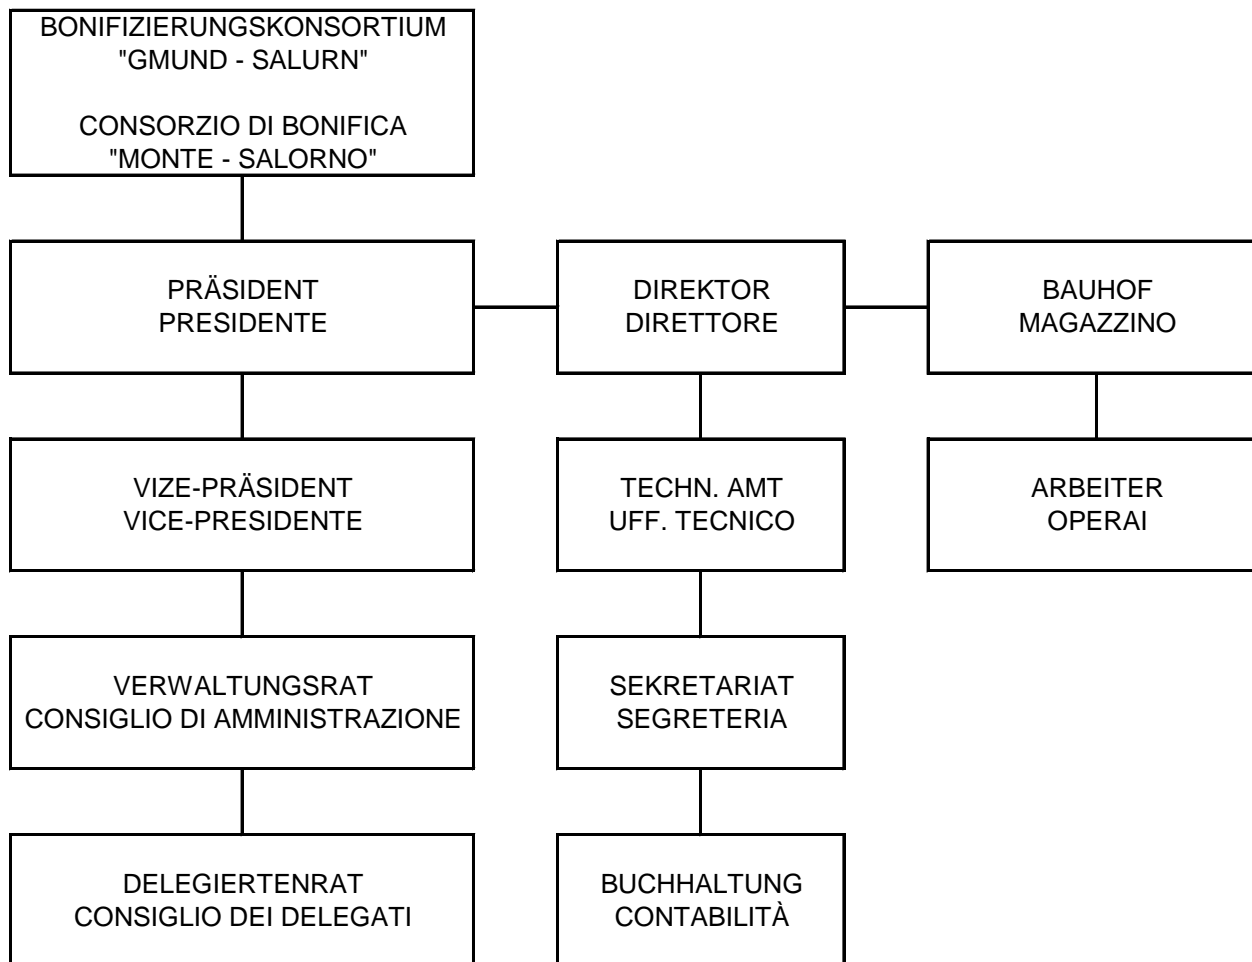 BONIFIZIERUNGSKONSORTIUM
"GMUND - SALURN"
CONSORZIO DI BONIFICA
"MONTE - SALORNO"
PRÄSIDENT
PRESIDENTE
DIREKTOR
DIRETTORE
BAUHOF
MAGAZZINO
VIZE-PRÄSIDENT
VICE-PRESIDENTE
TECHN. AMT
UFF. TECNICO
ARBEITER
OPERAI
VERWALTUNGSRAT
CONSIGLIO DI AMMINISTRAZIONE
SEKRETARIAT
SEGRETERIA
DELEGIERTENRAT
CONSIGLIO DEI DELEGATI
BUCHHALTUNG
CONTABILITÀ